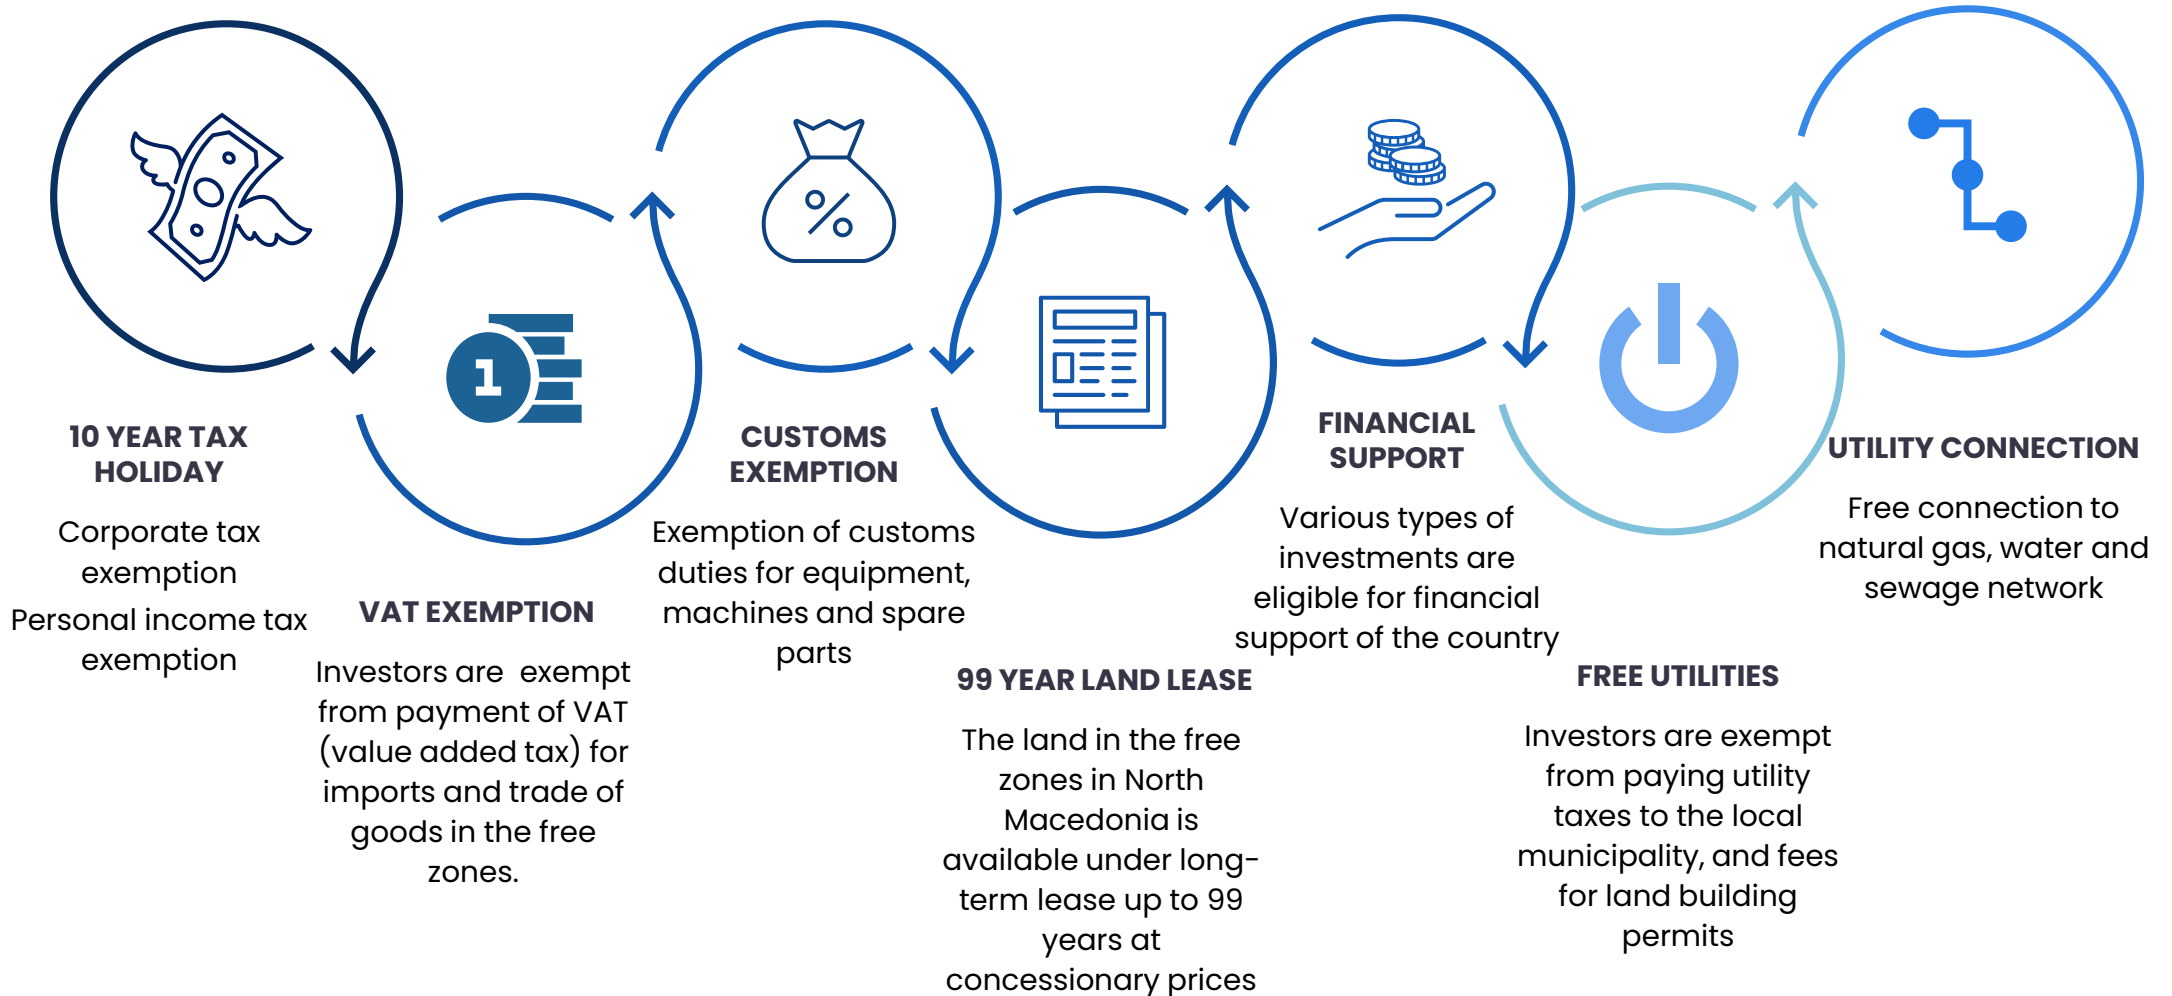 10 YEAR TAX
HOLIDAY
Corporate tax
exemption
Personal income tax
exemption
1
VAT EXEMPTION
Investors are  exempt
from payment of VAT
(value added tax) for
imports and trade of
goods in the free
zones.
%
CUSTOMS
EXEMPTION
Exemption of customs
duties for equipment,
machines and spare
parts
99 YEAR LAND LEASE
The land in the free
zones in North
Macedonia is
available under long-
term lease up to 99
years at
concessionary prices
FINANCIAL
SUPPORT
Various types of
investments are
eligible for financial
support of the country
FREE UTILITIES
Investors are exempt
from paying utility
taxes to the local
municipality, and fees
for land building
permits
UTILITY CONNECTION
Free connection to
natural gas, water and
sewage network